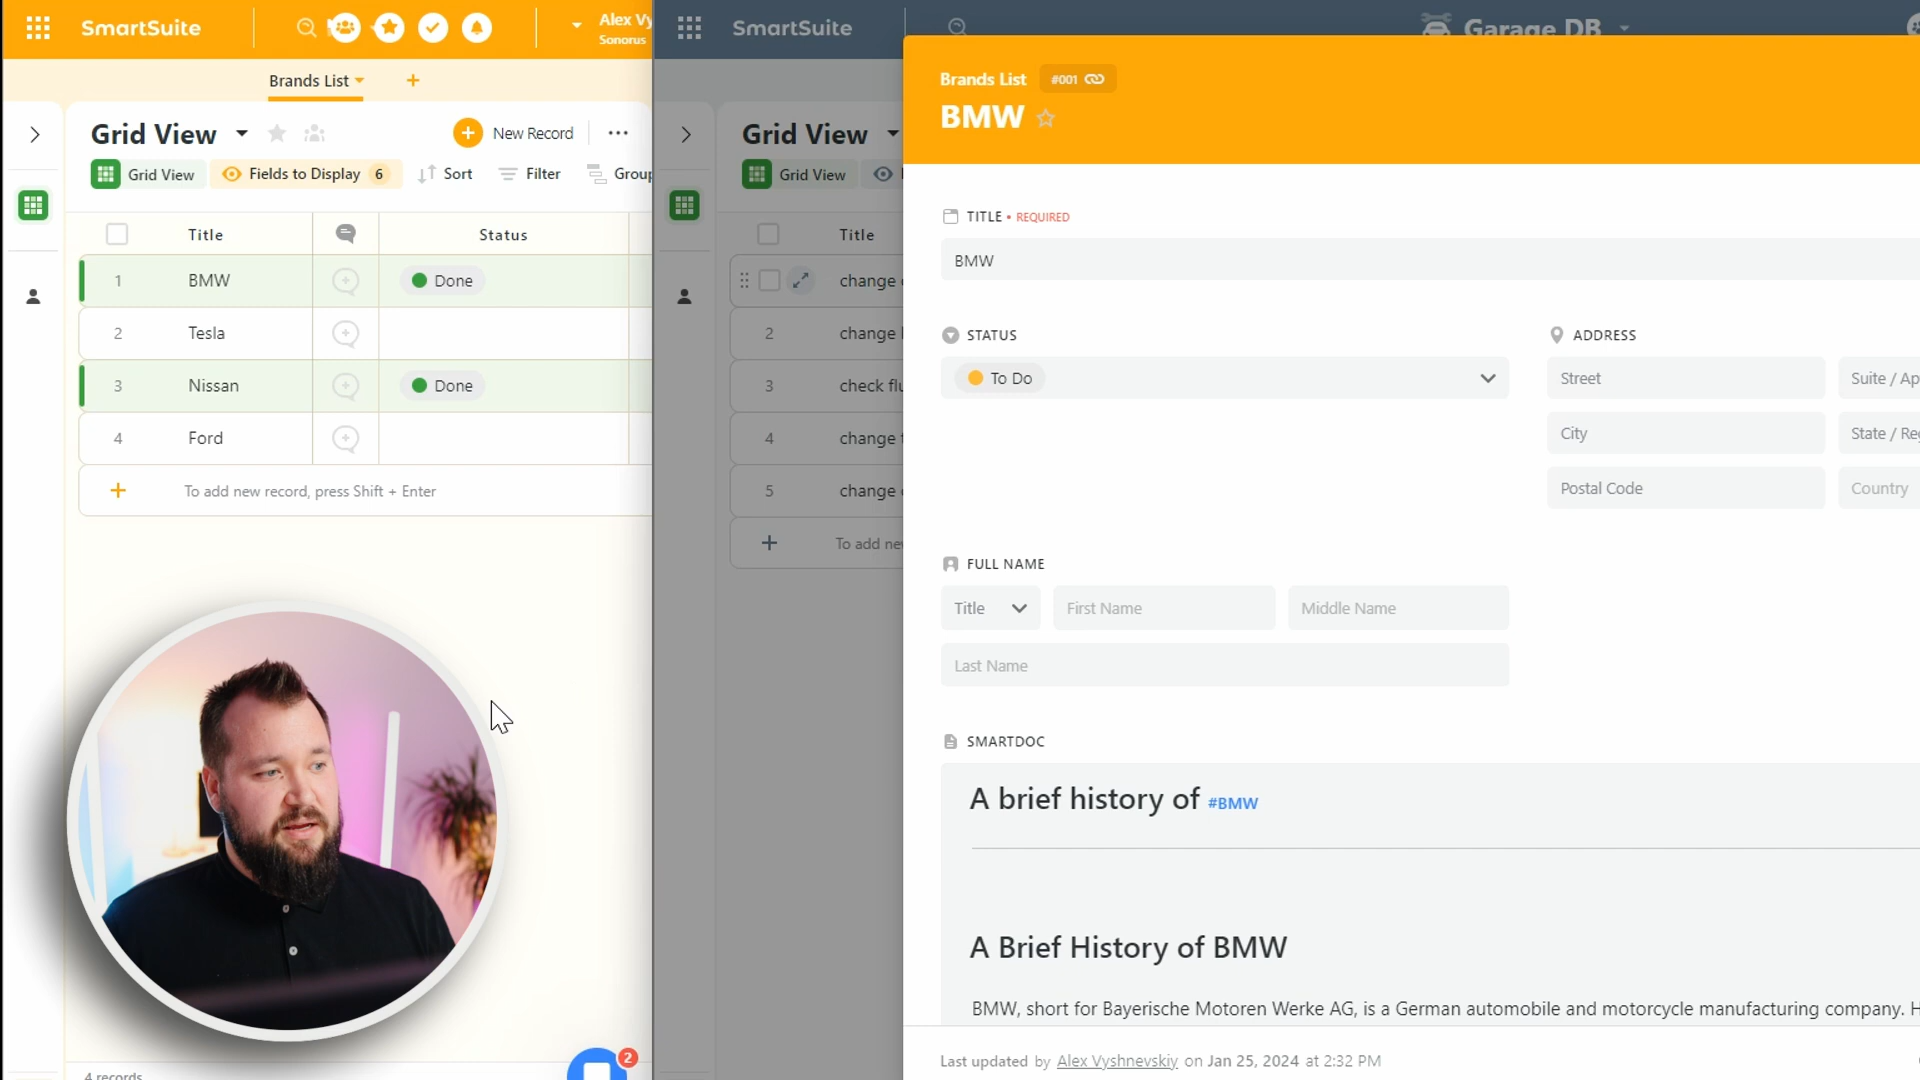 SmartSuite
Alex Vy
Sonorus
Brands List
Grid View
New Record
Grid View
Fields to Display 6
Sort
Filter
Group
Title
Status
1 BMW Done
2 Tesla
3 Nissan Done
4 Ford
To add new record, press Shift + Enter
2
4 records
SmartSuite
Garage DB
Grid View
Grid View
Title
change
2 change
3 check flu
4 change
5 change
To add new
Brands List #001
BMW
TITLE • REQUIRED
BMW
STATUS
To Do
ADDRESS
Street
Suite / Ap
City
State / Reg
Postal Code
Country
FULL NAME
Title
First Name
Middle Name
Last Name
SMARTDOC
A brief history of #BMW
A Brief History of BMW
BMW, short for Bayerische Motoren Werke AG, is a German automobile and motorcycle manufacturing company. H
Last updated by Alex Vyshnevskiy on Jan 25, 2024 at 2:32 PM